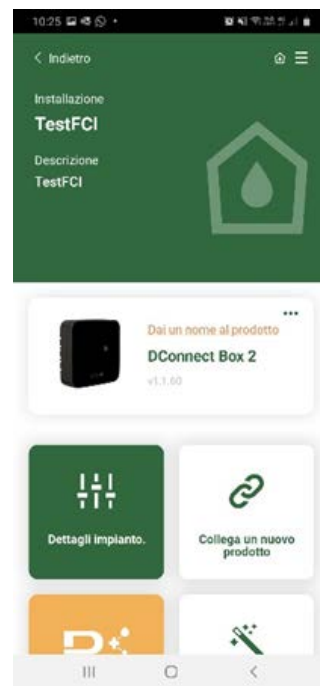 10:25
Indietro
Installazione
TestFCI
Descrizione
TestFCI
Dai un nome al prodotto
DConnect Box 2
v1.1.60
Dettagli impianto.
Collega un nuovo
prodotto